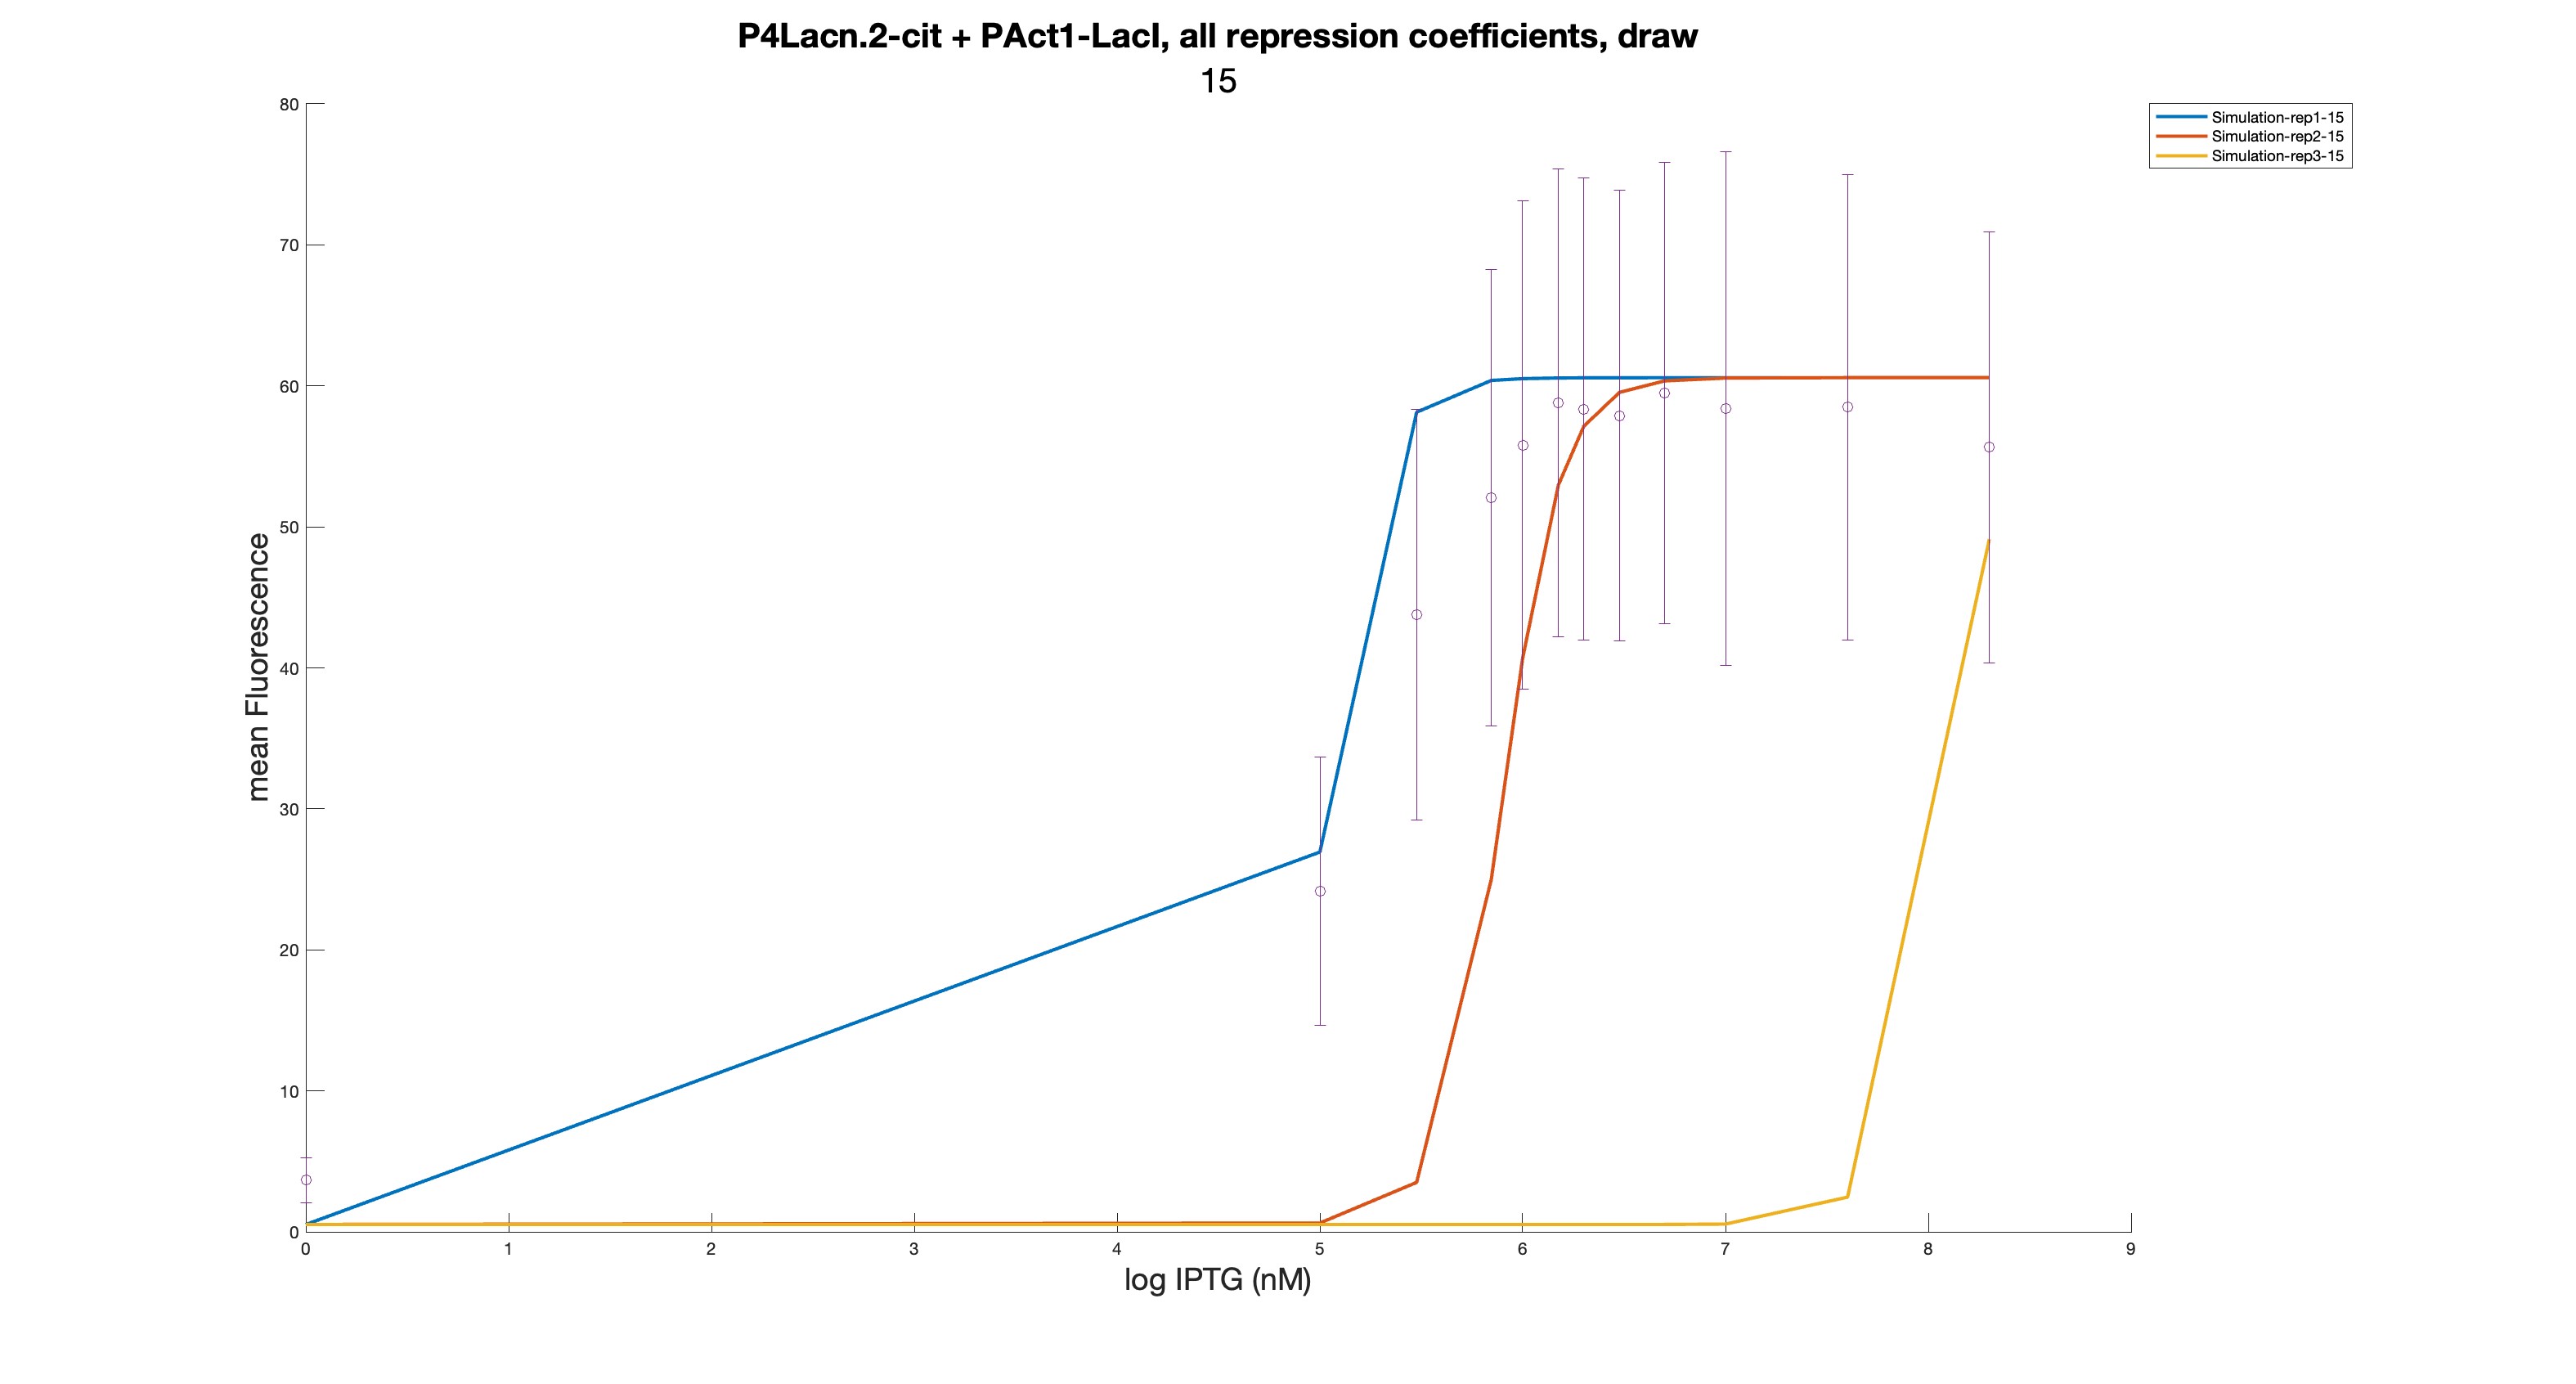 P4Lacn.2-cit + PAct1-LacI, all repression coefficients, draw
15
Simulation-rep1-15
Simulation-rep2-15
Simulation-rep3-15
mean Fluorescence
80
70
60
50
40
30
20
10
0
0 1 2 3 4 5 6 7 8 9
log IPTG (nM)